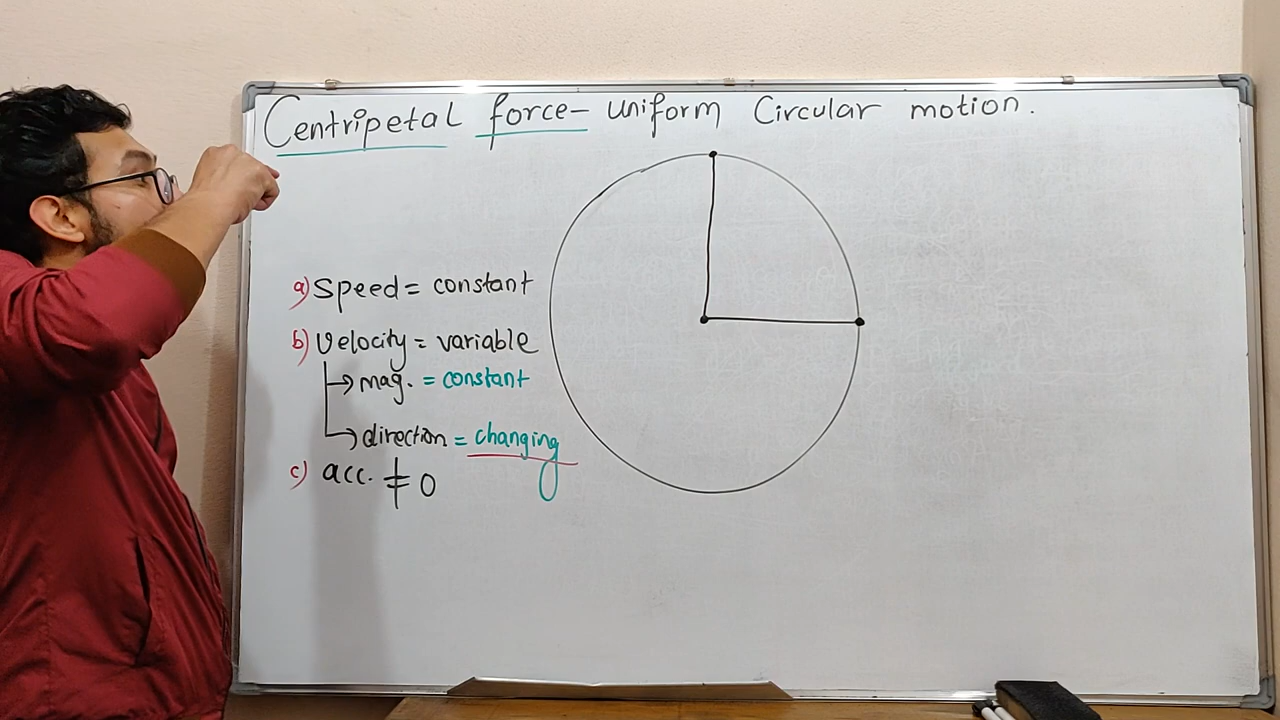 Centripetal force- uniform Circular motion.
a) Speed = constant
b) Velocity = variable
→ mag. = constant
→ direction = changing
c) acc. ≠ 0